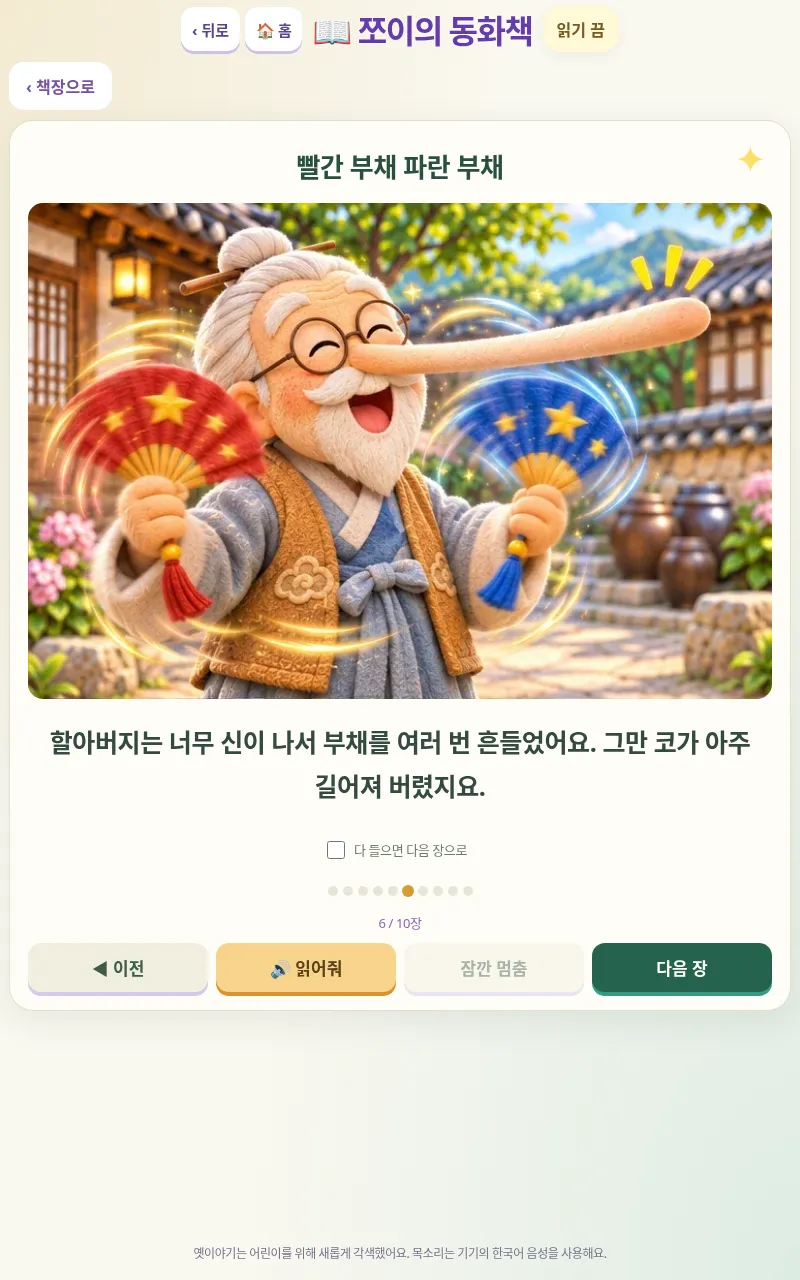 ‹ 뒤로
🏠 홈
📖 쪼이의 동화책
읽기 끝
‹ 책장으로
빨간 부채 파란 부채
할아버지는 너무 신이 나서 부채를 여러 번 흔들었어요. 그만 코가 아주
길어져 버렸지요.
다 들으면 다음 장으로
6 / 10장
◀ 이전
🔊 읽어줘
잠깐 멈춤
다음 장
옛이야기는 어린이를 위해 새롭게 각색했어요. 목소리는 기기의 한국어 음성을 사용해요.